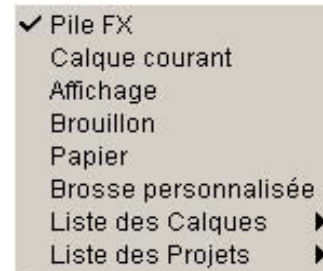 Pile FX
Calque courant
Affichage
Brouillon
Papier
Brosse personnalisée
Liste des Calques
Liste des Projets